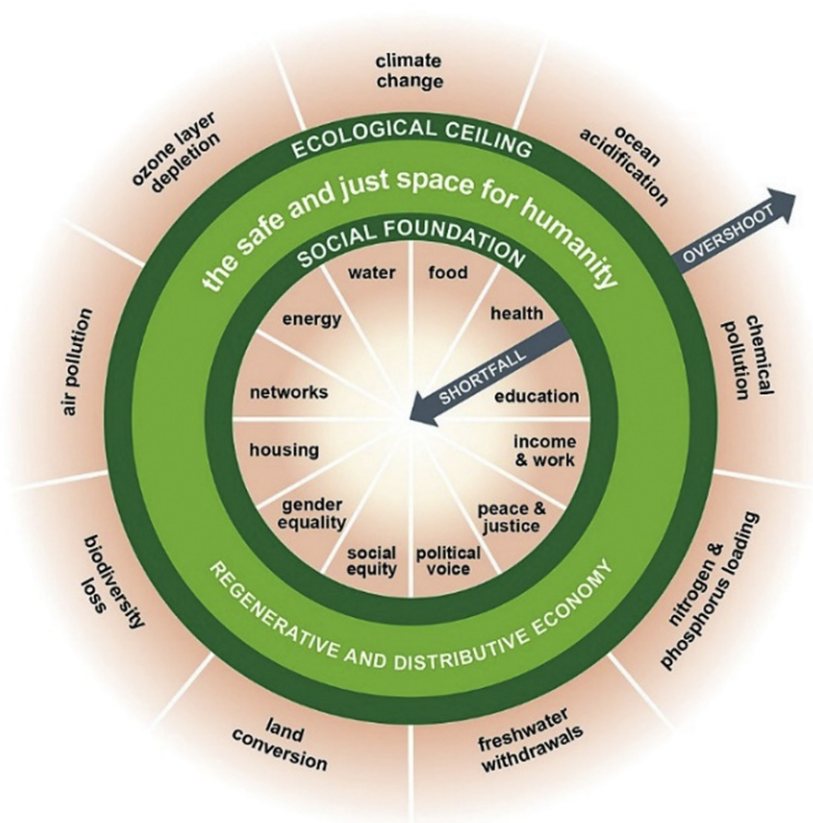 climate
change
ocean
acidification
OVERSHOOT
chemical
pollution
nitrogen &
phosphorus loading
freshwater
withdrawals
land
conversion
biodiversity
loss
air pollution
ozone layer
depletion
ECOLOGICAL CEILING
the safe and just space for humanity
SOCIAL FOUNDATION
water
food
health
SHORTFALL
education
income
& work
peace &
justice
political
voice
social
equity
gender
equality
housing
networks
energy
REGENERATIVE AND DISTRIBUTIVE ECONOMY